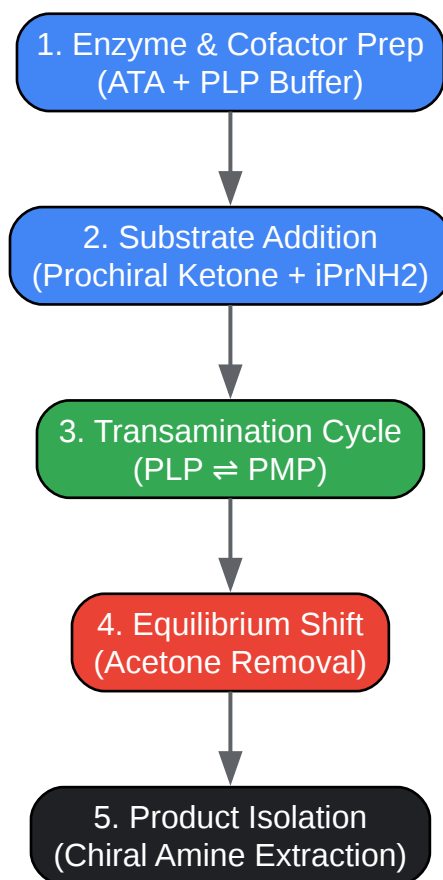 1. Enzyme & Cofactor Prep
(ATA + PLP Buffer)
2. Substrate Addition
(Prochiral Ketone + iPrNH2)
3. Transamination Cycle
(PLP ⇌ PMP)
4. Equilibrium Shift
(Acetone Removal)
5. Product Isolation
(Chiral Amine Extraction)